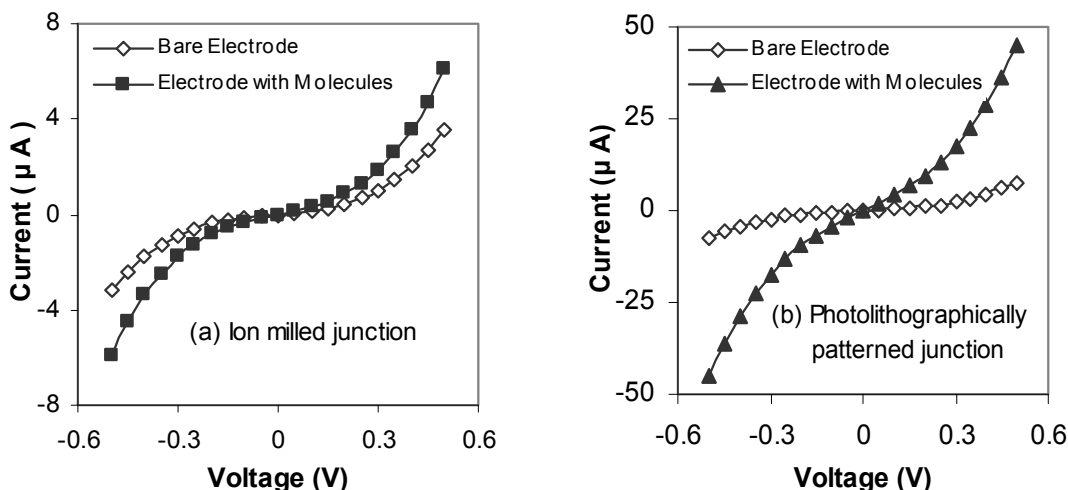 8
4
0
-4
-8
-0.6
-0.3
0
0.3
0.6
Current ( µ A )
Voltage (V)
Bare Electrode
Electrode with Molecules
(a) Ion milled junction
50
25
0
-25
-50
-0.6
-0.3
0
0.3
0.6
Current (µ A)
Voltage (V)
Bare Electrode
Electrode with Molecules
(b) Photolithographically
patterned junction